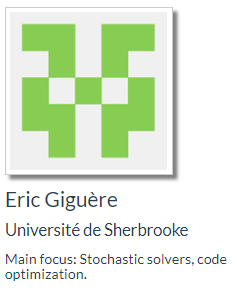 Eric Giguère
Université de Sherbrooke
Main focus: Stochastic solvers, code
optimization.